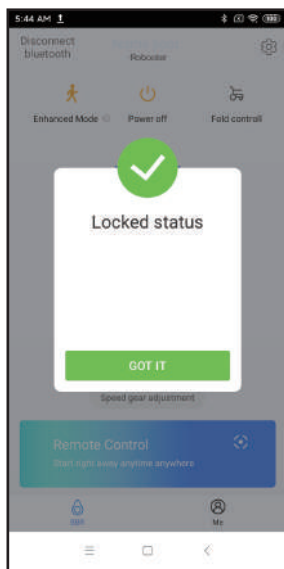 5:44 AM
Disconnect
bluetooth
Robooter
Enhanced Mode
Power off
Fold controll
Locked status
GOT IT
Speed gear adjustment
Remote Control
Start right away anytime anywhere
Me